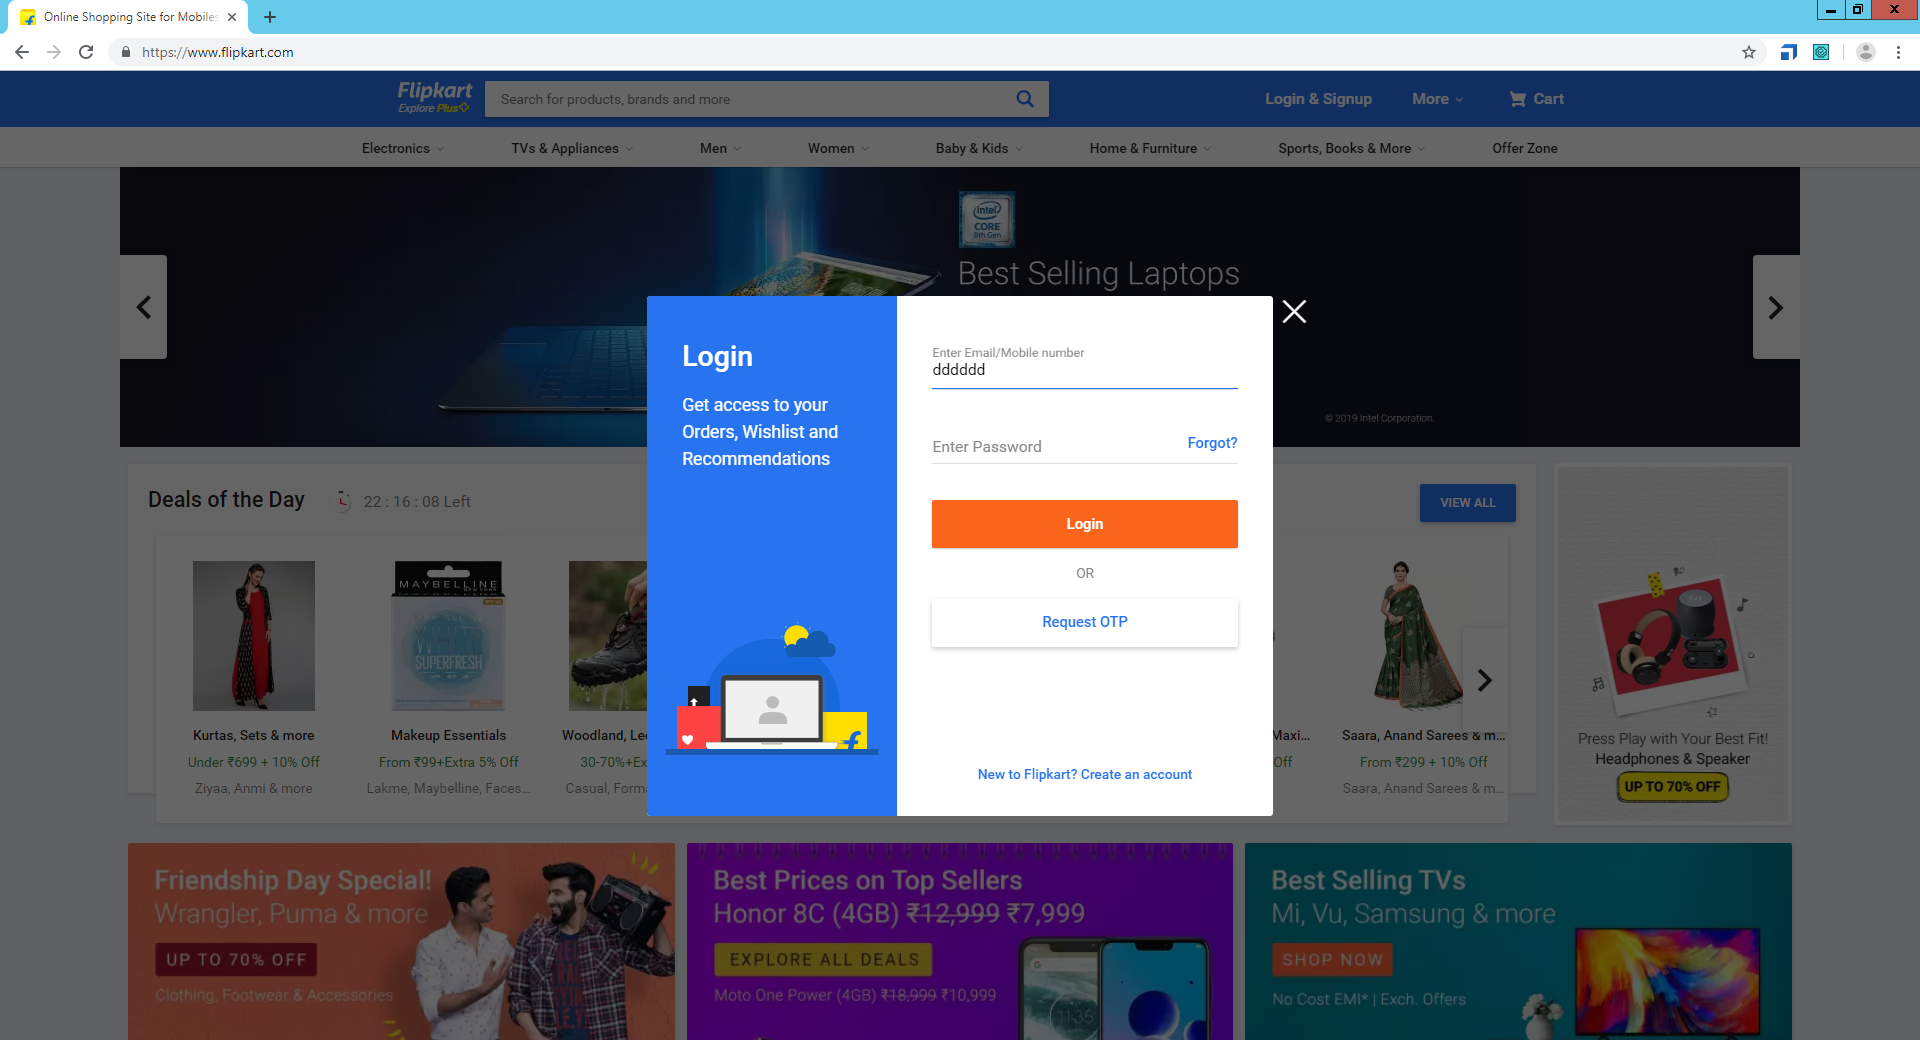 Online Shopping Site for Mobiles
https://www.flipkart.com
Flipkart
Explore Plus
Search for products, brands and more
Login & Signup
More
Cart
Electronics
TVs & Appliances
Men
Women
Baby & Kids
Home & Furniture
Sports, Books & More
Offer Zone
intel
CORE
8th Gen
Best Selling Laptops
© 2019 Intel Corporation.
Login
Get access to your
Orders, Wishlist and
Recommendations
Enter Email/Mobile number
dddddd
Enter Password
Forgot?
Login
OR
Request OTP
New to Flipkart? Create an account
Deals of the Day
22 : 16 : 08 Left
VIEW ALL
MAYBELLINE
SUPERFRESH
Kurtas, Sets & more
Under ₹699 + 10% Off
Ziyaa, Anmi & more
Makeup Essentials
From ₹99+Extra 5% Off
Lakme, Maybelline, Faces...
Woodland, Le
30-70%+Ex
Casual, Form
Maxi...
Off
Saara, Anand Sarees & m...
From ₹299 + 10% Off
Saara, Anand Sarees & m...
Press Play with Your Best Fit!
Headphones & Speaker
UP TO 70% OFF
Friendship Day Special!
Wrangler, Puma & more
UP TO 70% OFF
Clothing, Footwear & Accessories
Best Prices on Top Sellers
Honor 8C (4GB) ₹12,999 ₹7,999
EXPLORE ALL DEALS
Moto One Power (4GB) ₹18,999 ₹10,999
11:35
Best Selling TVs
Mi, Vu, Samsung & more
SHOP NOW
No Cost EMI* | Exch. Offers